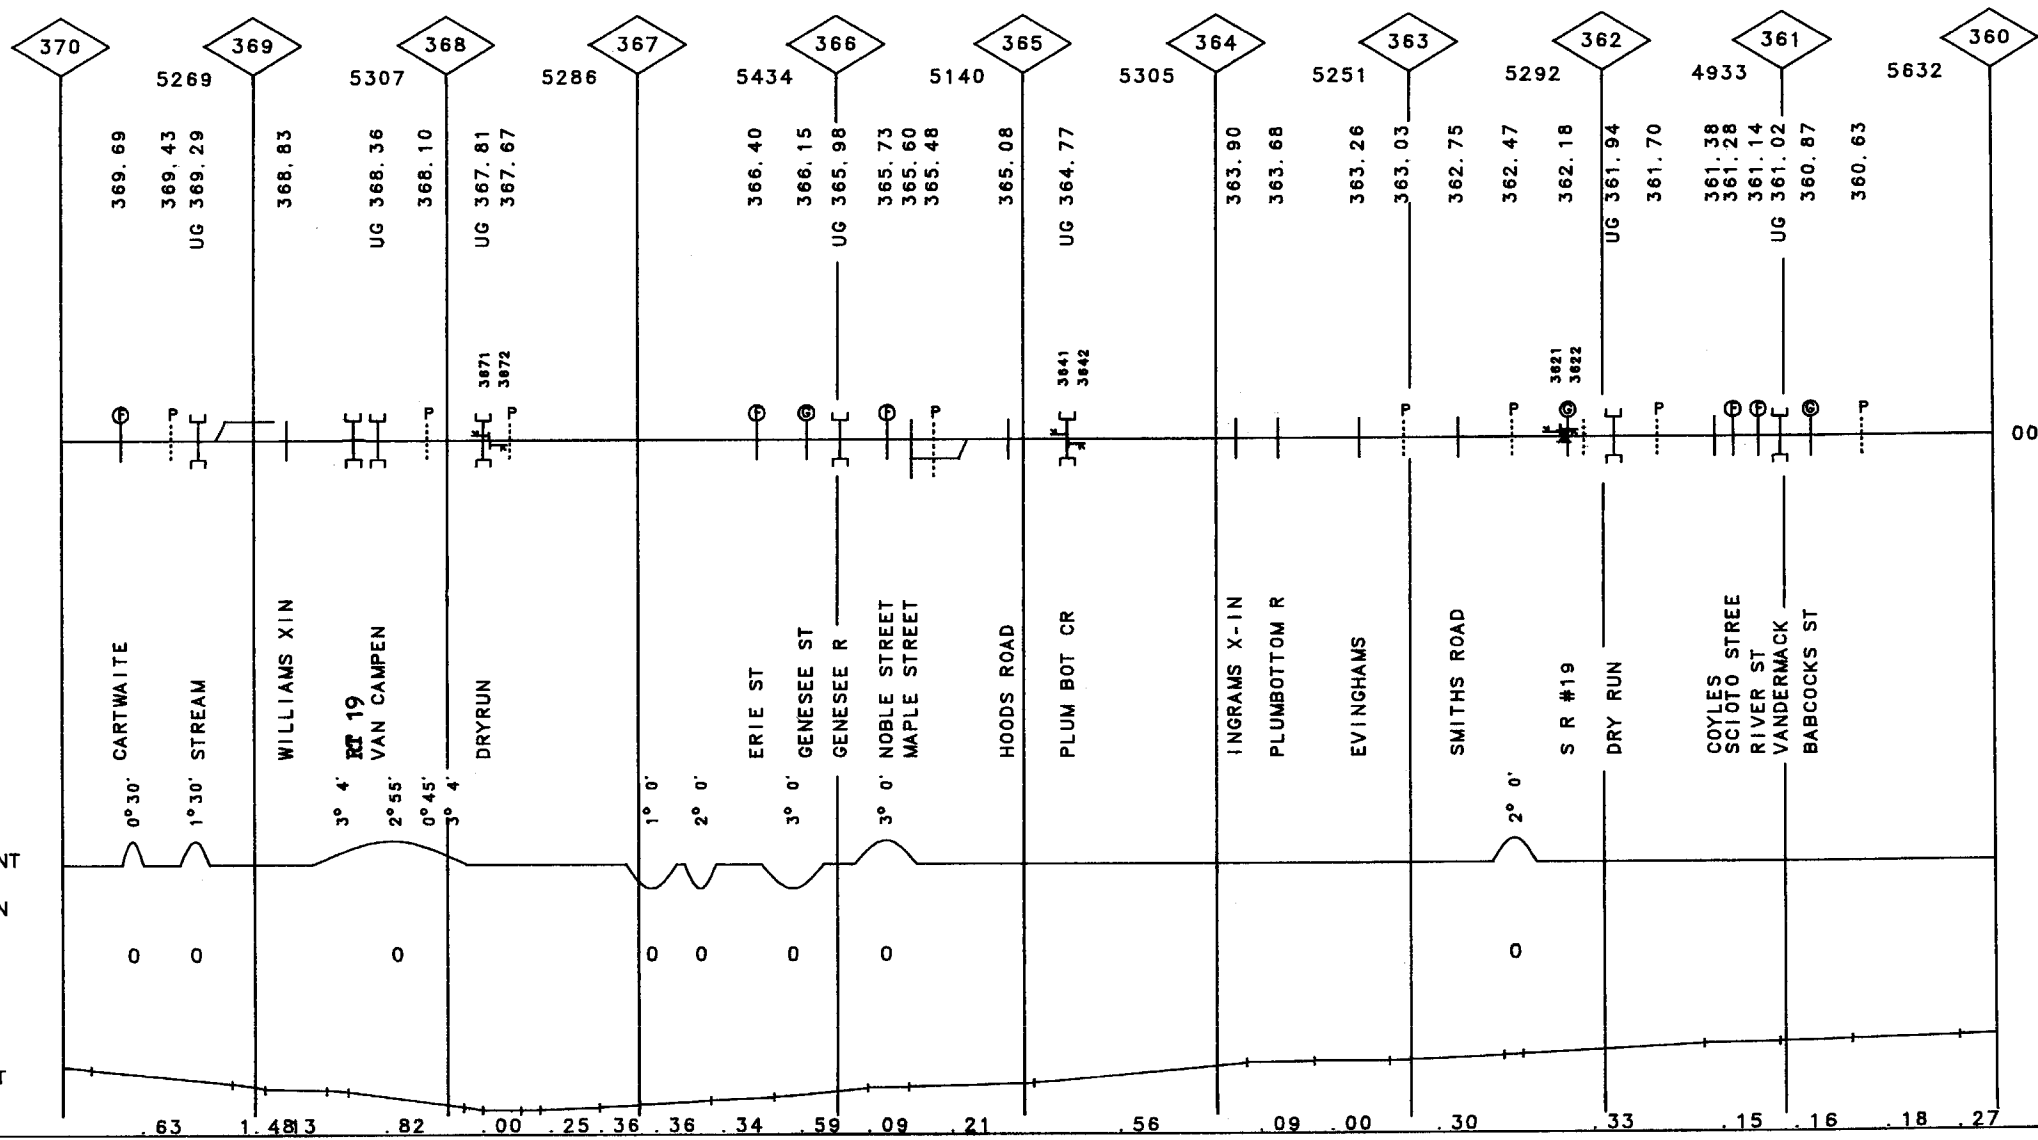 370 369 368 367 366 365 364 363 362 361 360
5269 5307 5286 5434 5140 5305 5251 5292 4933 5632
369.69
369.43
UG 369.29
368.83
UG 368.36
368.10
UG 367.81
367.67
366.40
366.15
UG 365.98
365.73
365.60
365.48
365.08
UG 364.77
363.90
363.68
363.26
363.03
362.75
362.47
362.18
UG 361.94
361.70
361.38
361.28
361.14
UG 361.02
360.87
360.63
3671
3672
3641
3642
3621
3622
F P P P F G F P P P G P F F G P
00
CARTWAITE
STREAM
WILLIAMS XIN
RT 19
VAN CAMPEN
DRYRUN
ERIE ST
GENESEE ST
GENESEE R
NOBLE STREET
MAPLE STREET
HOODS ROAD
PLUM BOT CR
INGRAMS X-IN
PLUMBOTTOM R
EVINGHAMS
SMITHS ROAD
S R #19
DRY RUN
COYLES
SCIOTO STREE
RIVER ST
VANDERMACK
BABCOCKS ST
0°30'
1°30'
3° 4'
2°55'
0°45'
3° 4'
1° 0'
2° 0'
3° 0'
3° 0'
2° 0'
NT
N
0 0 0 0 0 0 0 0
T
.63 1.48 13 .82 .00 .25 .36 .36 .34 .59 .09 .21 .56 .09 .00 .30 .33 .15 .16 .18 .27